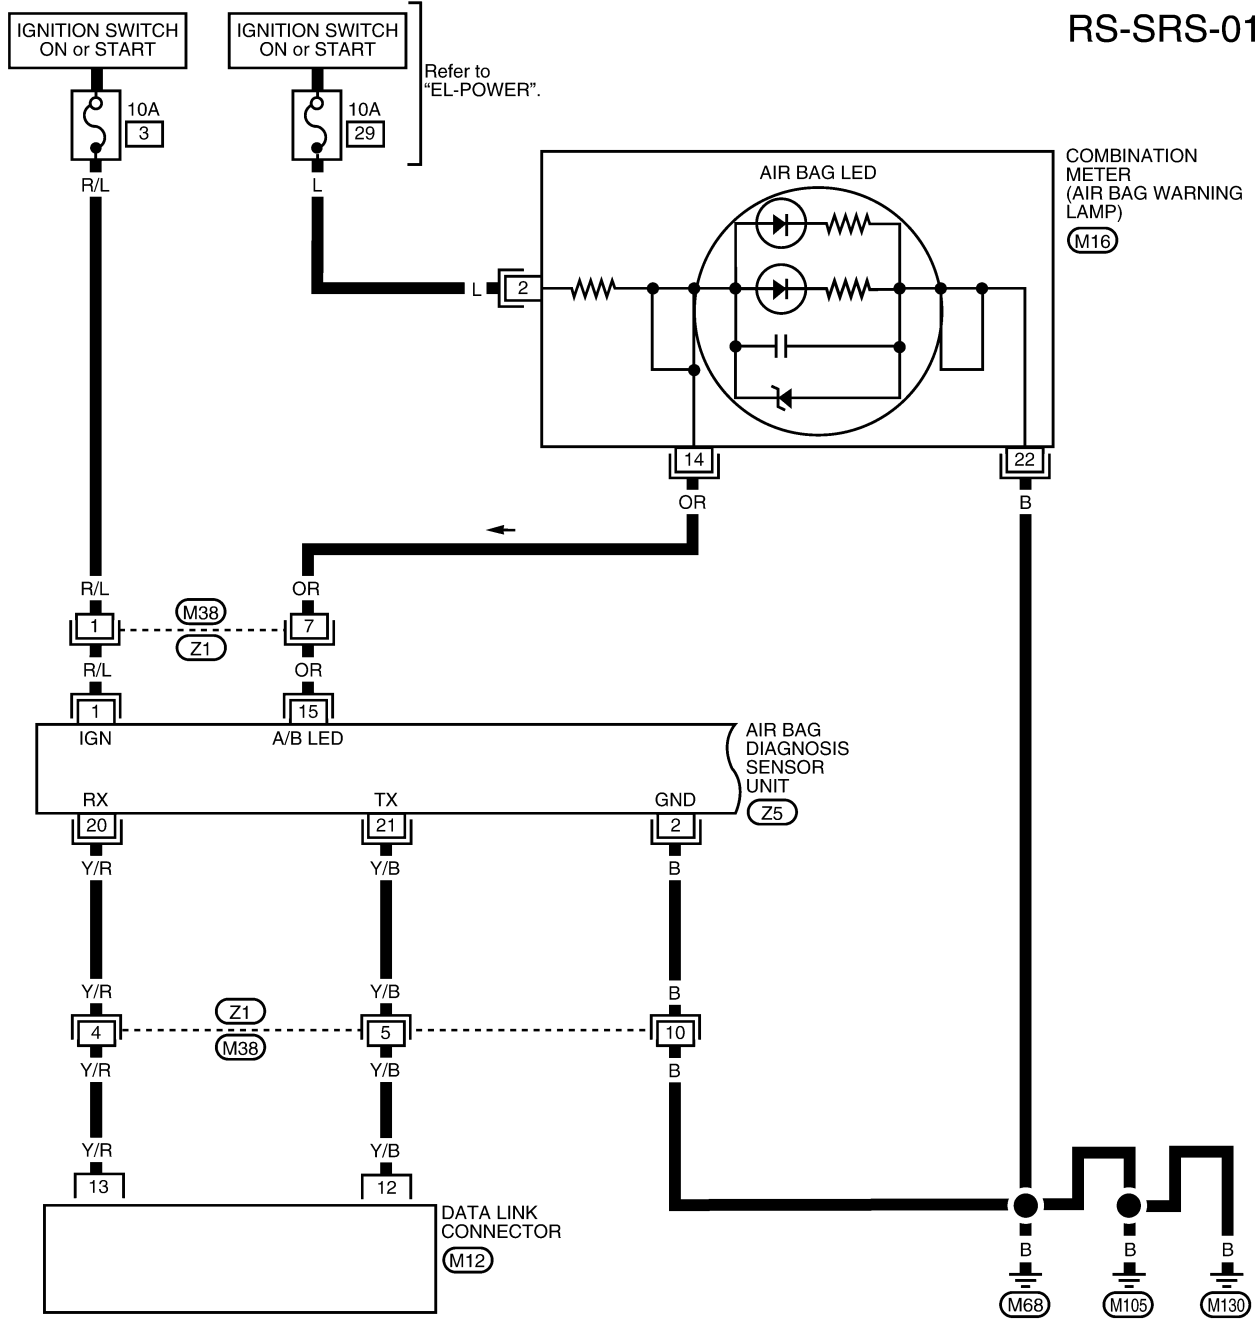 RS-SRS-01
IGNITION SWITCH
ON or START
IGNITION SWITCH
ON or START
Refer to
“EL-POWER”.
10A
3
10A
29
R/L
L
AIR BAG LED
COMBINATION
METER
(AIR BAG WARNING
LAMP)
M16
L
2
14
22
OR
B
R/L
OR
1
M38
Z1
7
R/L
OR
1
15
IGN
A/B LED
AIR BAG
DIAGNOSIS
SENSOR
UNIT
Z5
RX
TX
GND
20
21
2
Y/R
Y/B
B
Y/R
Y/B
B
4
Z1
M38
5
10
Y/R
Y/B
B
Y/R
Y/B
13
12
DATA LINK
CONNECTOR
M12
B
B
B
M68
M105
M130